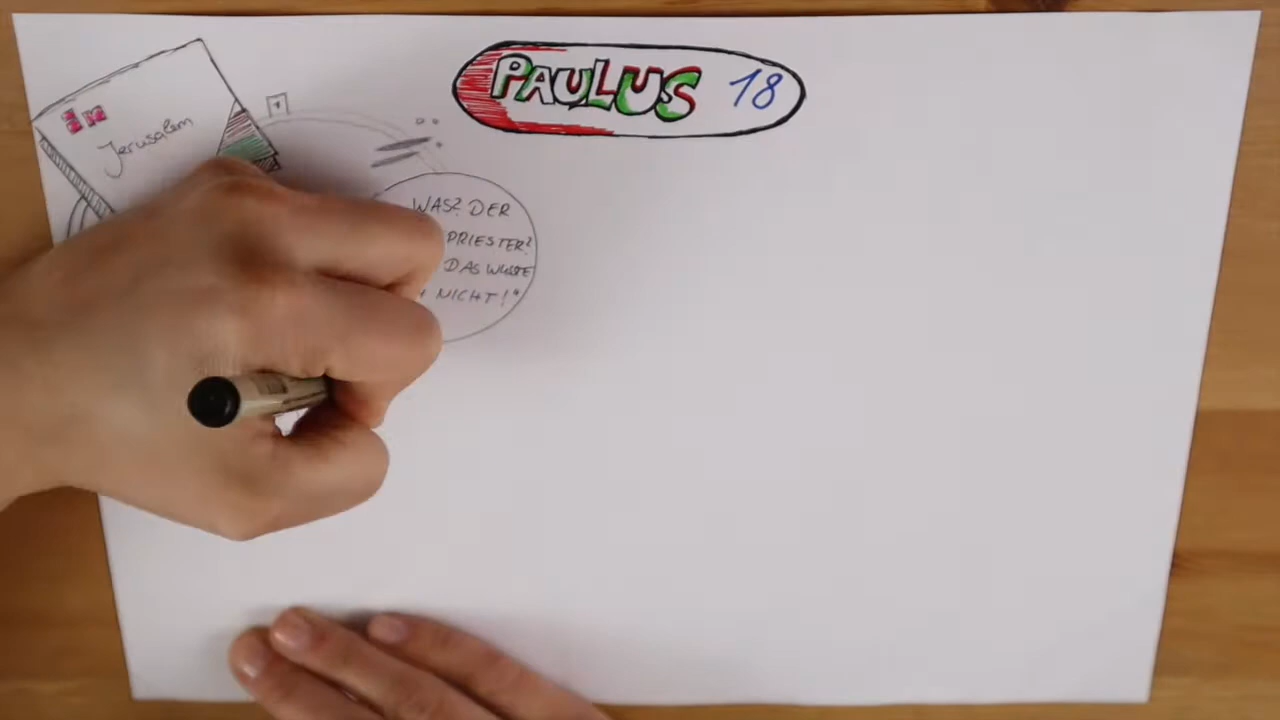 PAULUS 18
Jerusalem
WAS? DER
PRIESTER?
DAS WUSSTE
NICHT!"